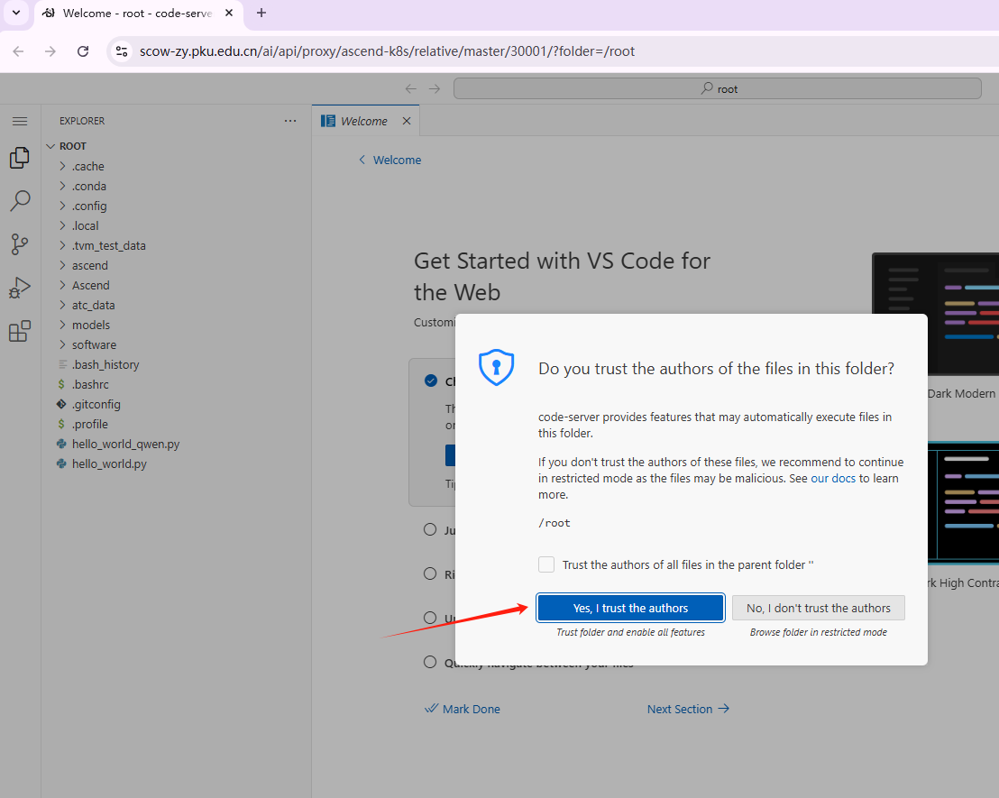 Welcome - root - code-serve
scow-zy.pku.edu.cn/ai/api/proxy/ascend-k8s/relative/master/30001/?folder=/root
root
EXPLORER
Welcome
ROOT
.cache
.conda
.config
.local
.tvm_test_data
ascend
Ascend
atc_data
models
software
.bash_history
$ .bashrc
.gitconfig
$ .profile
hello_world_qwen.py
hello_world.py
Welcome
Get Started with VS Code for
the Web
Customi
Dark Modern
rk High Contra
Ch
Th
or
Tip
Ju
Ri
Un
Quickly navigate between your files
Mark Done
Next Section
Do you trust the authors of the files in this folder?
code-server provides features that may automatically execute files in
this folder.
If you don't trust the authors of these files, we recommend to continue
in restricted mode as the files may be malicious. See our docs to learn
more.
/root
Trust the authors of all files in the parent folder ''
Yes, I trust the authors
No, I don't trust the authors
Trust folder and enable all features
Browse folder in restricted mode